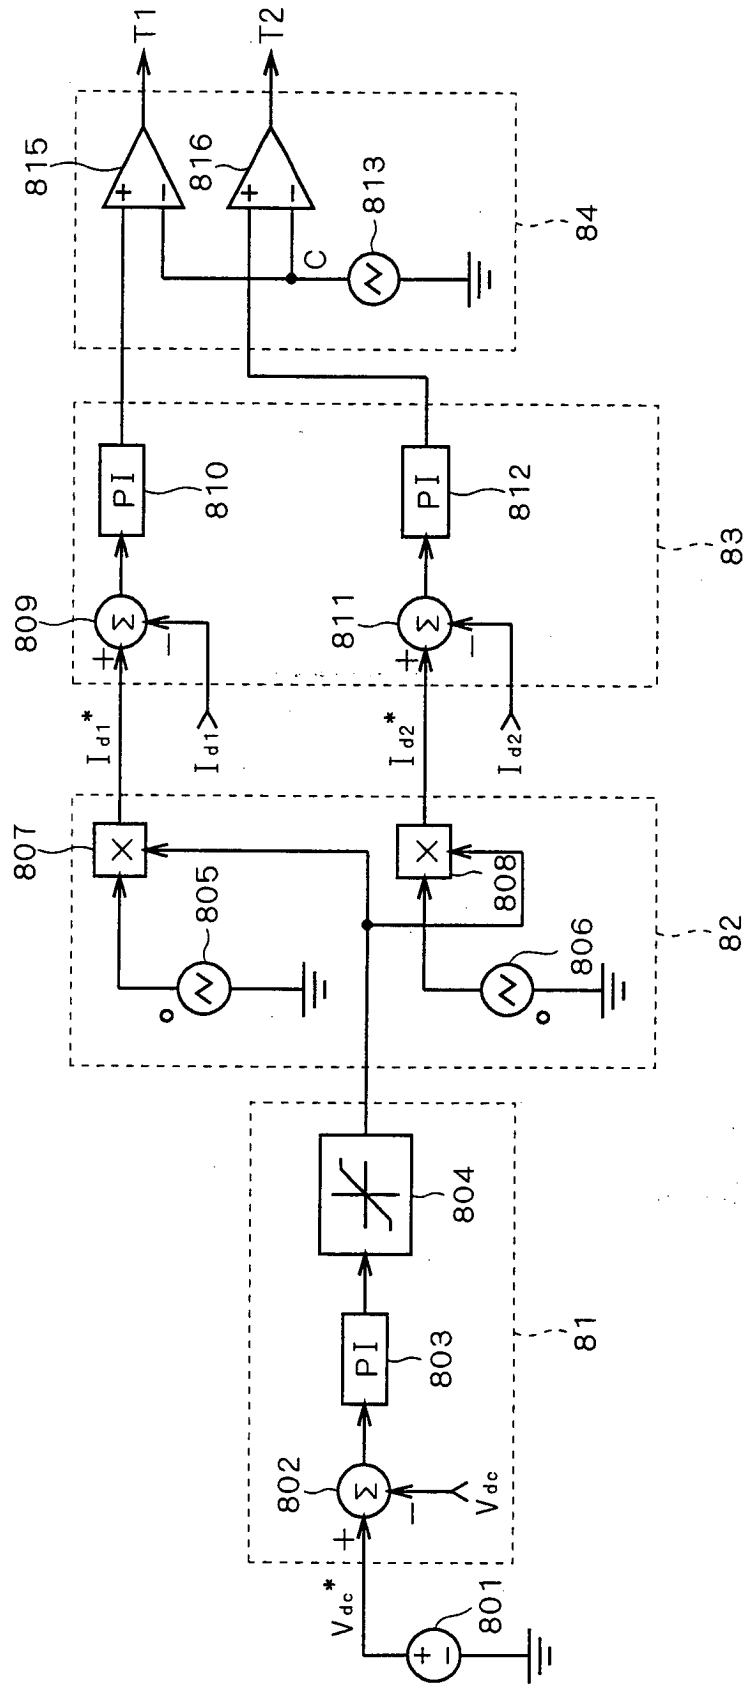 801
+
−
Vdc*
+
802
Σ
−
Vdc
PI
803
804
81
805
806
807
X
808
X
82
Id1*
+
809
Σ
−
Id1
PI
810
Id2*
+
811
Σ
−
Id2
PI
812
83
815
+
−
T1
816
+
−
T2
C
813
84